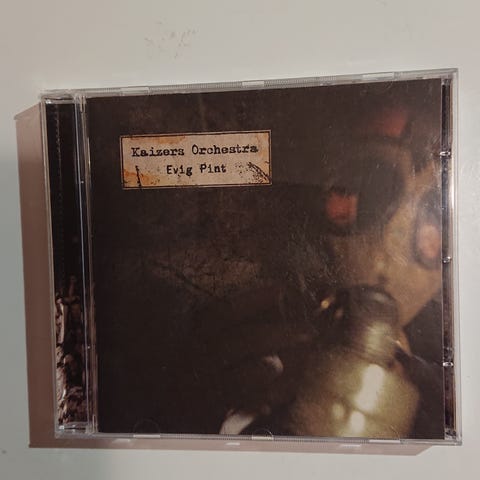 Kaizers Orchestra
Evig Pint